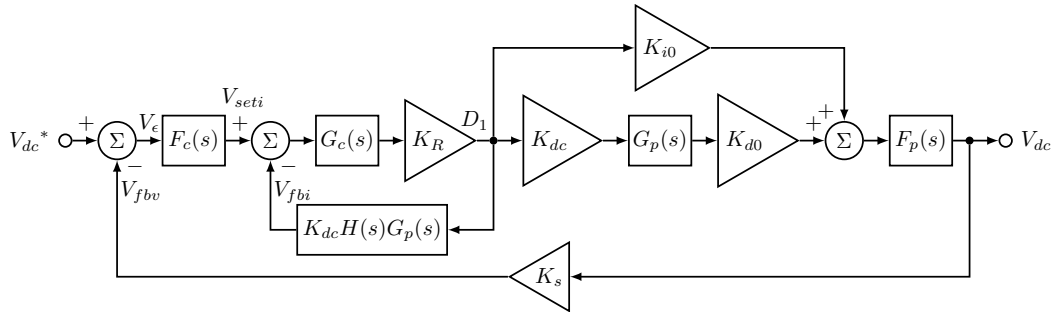 K_{i0}
V_{seti}
D_1
+
+
V_ϵ
+
+ +
V_{dc}*
Σ
F_c(s)
Σ
G_c(s)
K_R
K_{dc}
G_p(s)
K_{d0}
Σ
F_p(s)
V_{dc}
−
−
V_{fbv}
V_{fbi}
K_{dc}H(s)G_p(s)
K_s